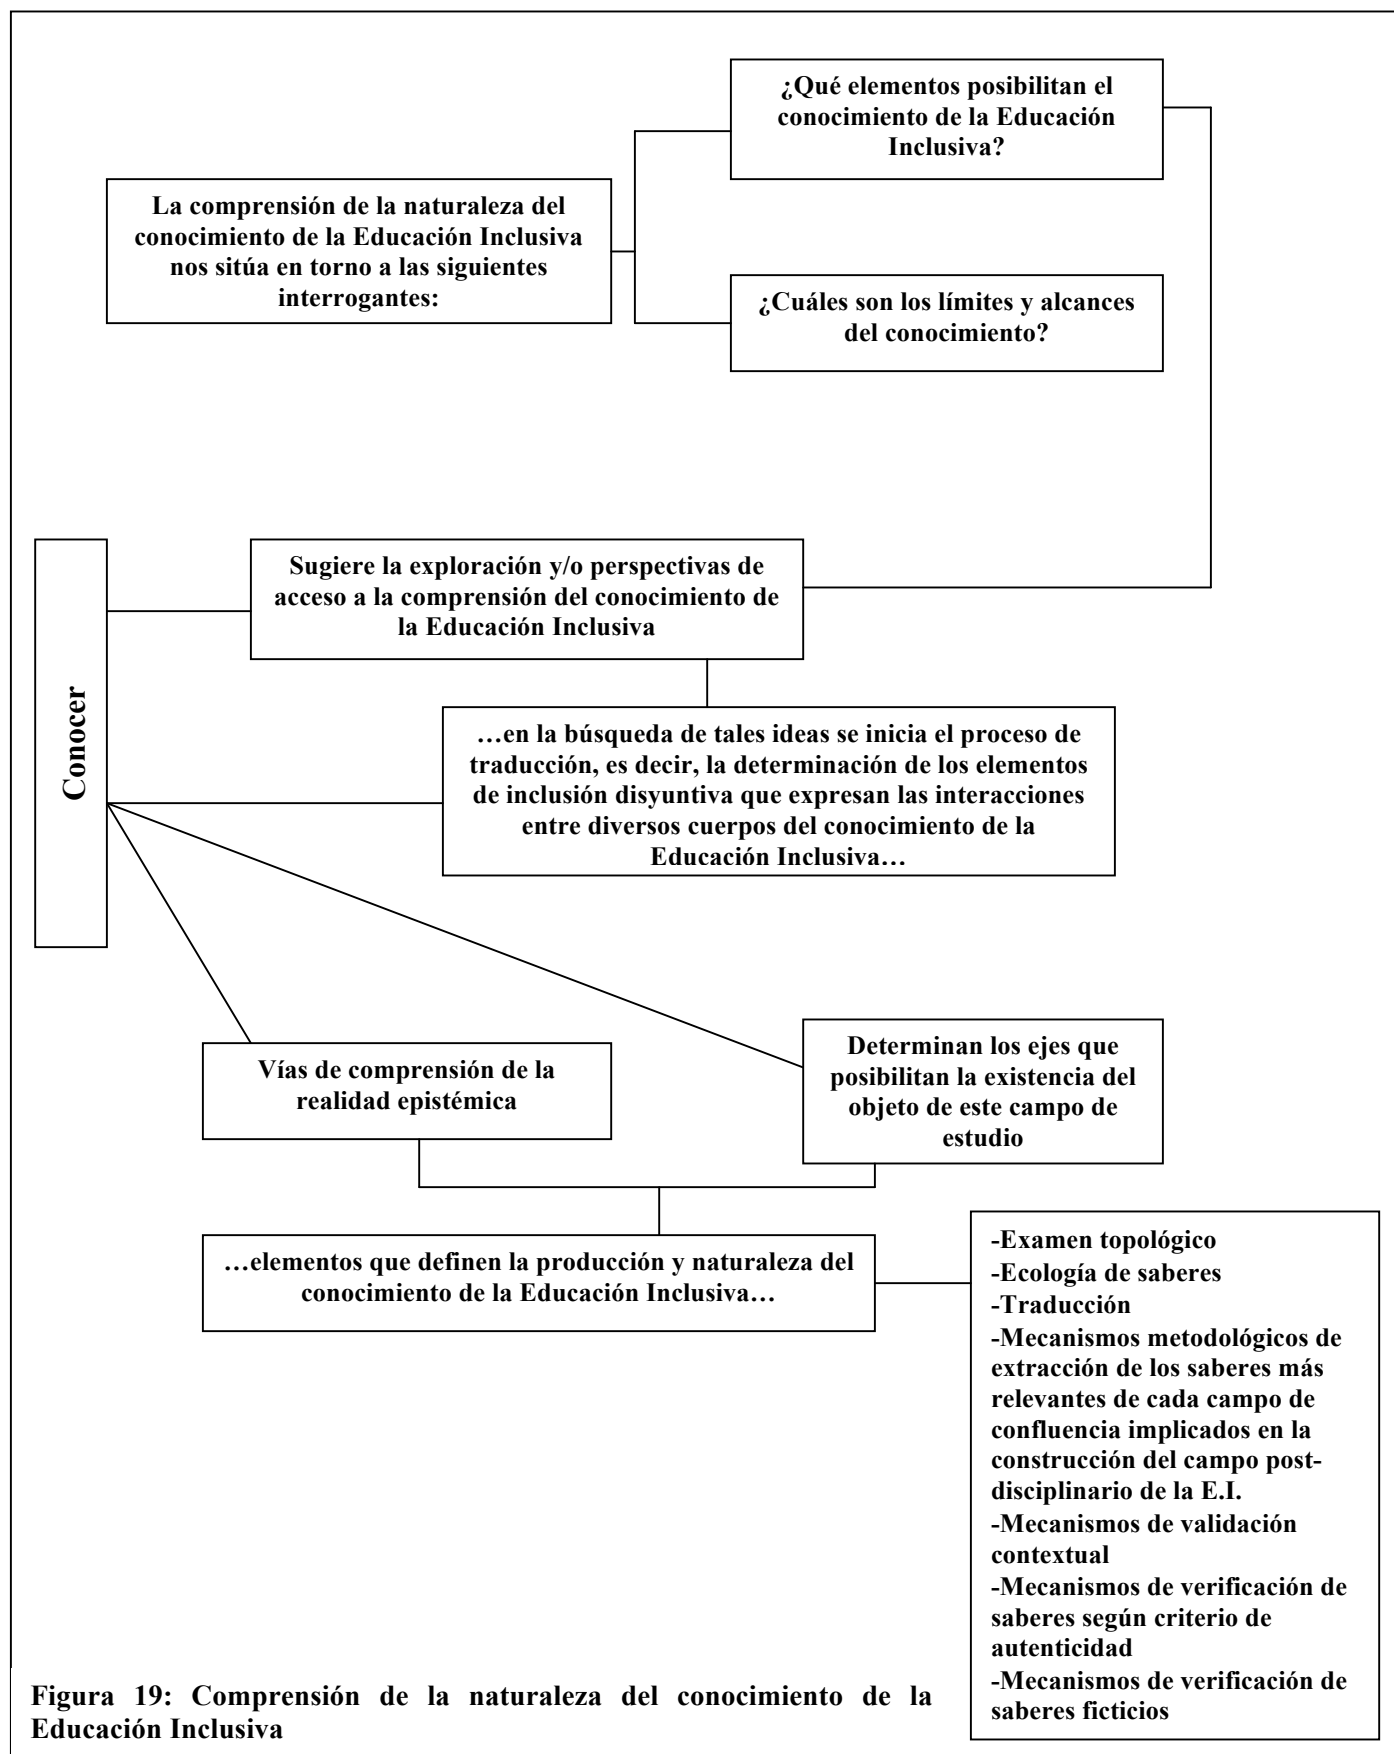 ¿Qué elementos posibilitan el
conocimiento de la Educación
Inclusiva?
La comprensión de la naturaleza del
conocimiento de la Educación Inclusiva
nos sitúa en torno a las siguientes
interrogantes:
¿Cuáles son los límites y alcances
del conocimiento?
Conocer
Sugiere la exploración y/o perspectivas de
acceso a la comprensión del conocimiento de
la Educación Inclusiva
…en la búsqueda de tales ideas se inicia el proceso de
traducción, es decir, la determinación de los elementos
de inclusión disyuntiva que expresan las interacciones
entre diversos cuerpos del conocimiento de la
Educación Inclusiva…
Vías de comprensión de la
realidad epistémica
Determinan los ejes que
posibilitan la existencia del
objeto de este campo de
estudio
…elementos que definen la producción y naturaleza del
conocimiento de la Educación Inclusiva…
-Examen topológico
-Ecología de saberes
-Traducción
-Mecanismos metodológicos de
extracción de los saberes más
relevantes de cada campo de
confluencia implicados en la
construcción del campo post-
disciplinario de la E.I.
-Mecanismos de validación
contextual
-Mecanismos de verificación de
saberes según criterio de
autenticidad
-Mecanismos de verificación de
saberes ficticios
Figura 19: Comprensión de la naturaleza del conocimiento de la
Educación Inclusiva